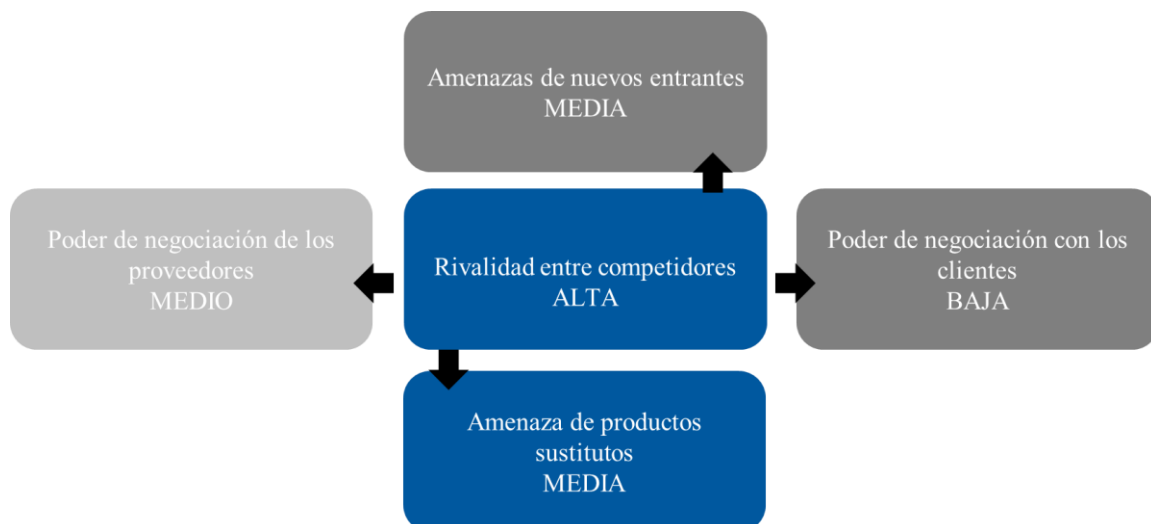 Amenazas de nuevos entrantes
MEDIA
Poder de negociación de los
proveedores
MEDIO
Rivalidad entre competidores
ALTA
Poder de negociación con los
clientes
BAJA
Amenaza de productos
sustitutos
MEDIA